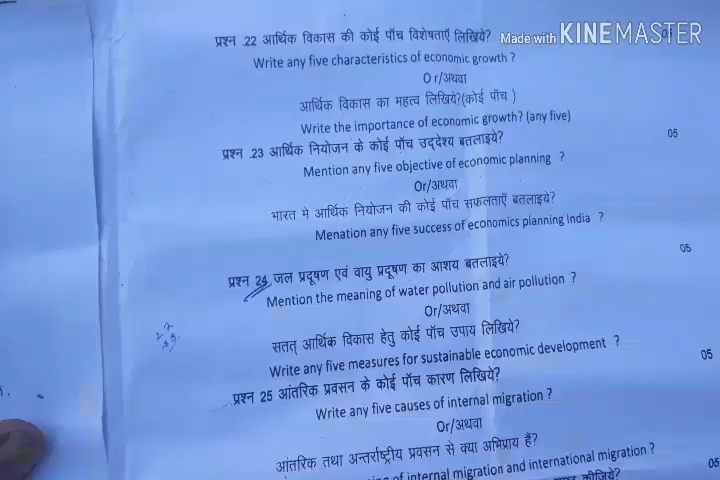 Made with KINEMASTER
प्रश्न .22 आर्थिक विकास की कोई पॉच विशेषताऍ लिखिये? 05
Write any five characteristics of economic growth ?
O r/अथवा
आर्थिक विकास का महत्व लिखिये?(कोई पॉच )
Write the importance of economic growth? (any five)
प्रश्न .23 आर्थिक नियोजन के कोई पॉच उद्देश्य बतलाइये? 05
Mention any five objective of economic planning ?
Or/अथवा
भारत मे आर्थिक नियोजन की कोई पॉच सफलताऍ बतलाइये?
Menation any five success of economics planning India ?
प्रश्न 24 जल प्रदूषण एवं वायु प्रदूषण का आशय बतलाइये? 05
Mention the meaning of water pollution and air pollution ?
Or/अथवा
सतत् आर्थिक विकास हेतु कोई पॉच उपाय लिखिये?
Write any five measures for sustainable economic development ?
प्रश्न 25 आंतरिक प्रवसन के कोई पॉच कारण लिखिये? 05
Write any five causes of internal migration ?
Or/अथवा
आंतरिक तथा अन्तर्राष्ट्रीय प्रवसन से क्या अभिप्राय हैं?
of internal migration and international migration ?
कीजिये? 05